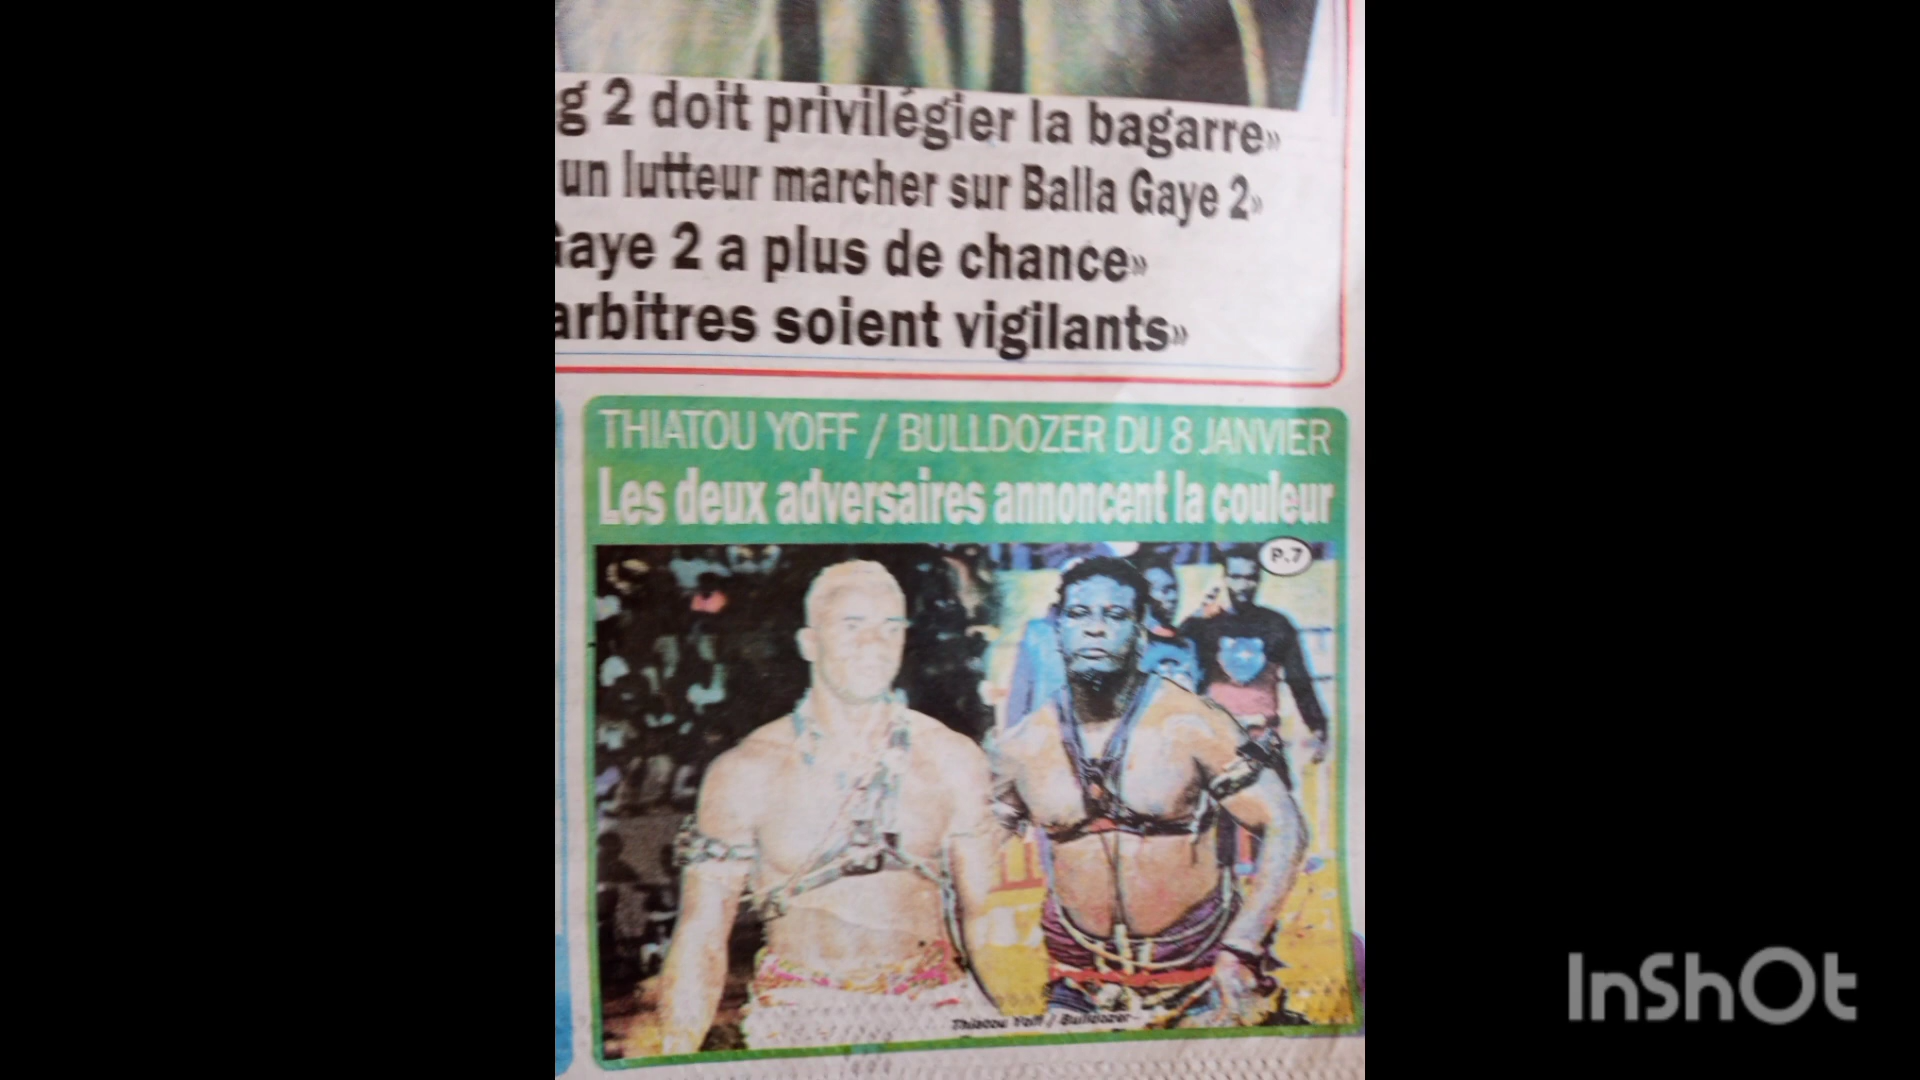 g 2 doit privilégier la bagarre»
un lutteur marcher sur Balla Gaye 2»
Gaye 2 a plus de chance»
arbitres soient vigilants»
THIATOU YOFF / BULLDOZER DU 8 JANVIER
Les deux adversaires annoncent la couleur
P.7
Thiatou Yoff / Bulldozer
InShOt